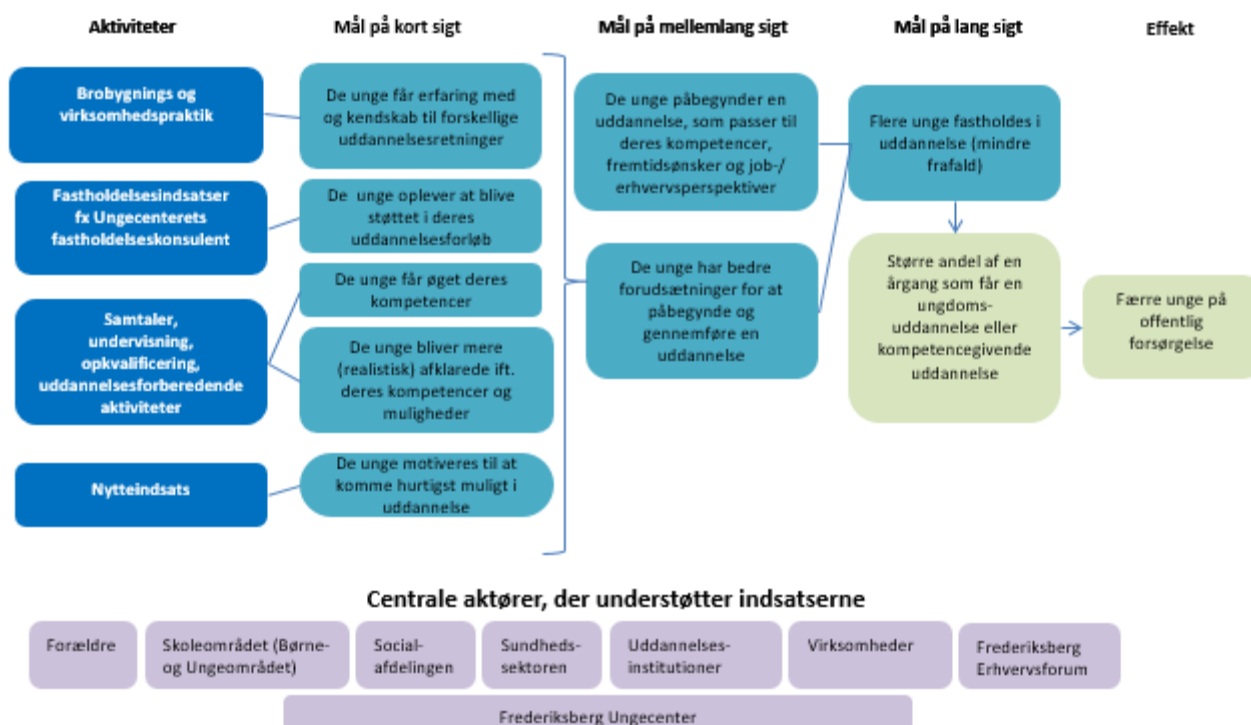 Aktiviteter
Mål på kort sigt
Mål på mellemlang sigt
Mål på lang sigt
Effekt
Brobygnings og
virksomhedspraktik
De unge får erfaring med
og kendskab til forskellige
uddannelsesretninger
Fastholdelsesindsatser
fx Ungecenterets
fastholdelseskonsulent
De  unge oplever at blive
støttet i deres
uddannelsesforløb
Samtaler,
undervisning,
opkvalificering,
uddannelsesforberedende
aktiviteter
De unge får øget deres
kompetencer
De unge bliver mere
(realistisk) afklarede ift.
deres kompetencer og
muligheder
Nytteindsats
De unge motiveres til at
komme hurtigst muligt i
uddannelse
De unge påbegynder en
uddannelse, som passer til
deres kompetencer,
fremtidsønsker og job-/
erhvervsperspektiver
De unge har bedre
forudsætninger for at
påbegynde og
gennemføre en
uddannelse
Flere unge fastholdes i
uddannelse (mindre
frafald)
Større andel af en
årgang som får en
ungdoms-
uddannelse eller
kompetencegivende
uddannelse
Færre unge på
offentlig
forsørgelse
Centrale aktører, der understøtter indsatserne
Forældre
Skoleområdet (Børne-
og Ungeområdet)
Social-
afdelingen
Sundheds-
sektoren
Uddannelses-
institutioner
Virksomheder
Frederiksberg
Erhvervsforum
Frederiksberg Ungecenter